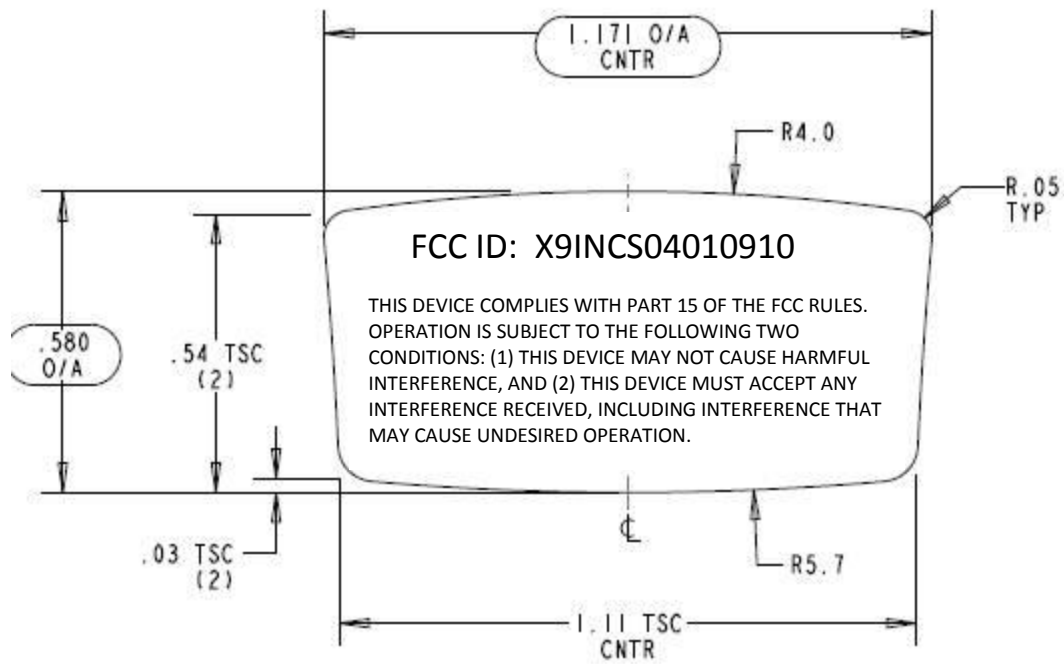 1.171 O/A
CNTR
R4.0
R.05
TYP
FCC ID: X9INCS04010910
THIS DEVICE COMPLIES WITH PART 15 OF THE FCC RULES.
OPERATION IS SUBJECT TO THE FOLLOWING TWO
CONDITIONS: (1) THIS DEVICE MAY NOT CAUSE HARMFUL
INTERFERENCE, AND (2) THIS DEVICE MUST ACCEPT ANY
INTERFERENCE RECEIVED, INCLUDING INTERFERENCE THAT
MAY CAUSE UNDESIRED OPERATION.
.580
O/A
.54 TSC
(2)
.03 TSC
(2)
R5.7
1.11 TSC
CNTR